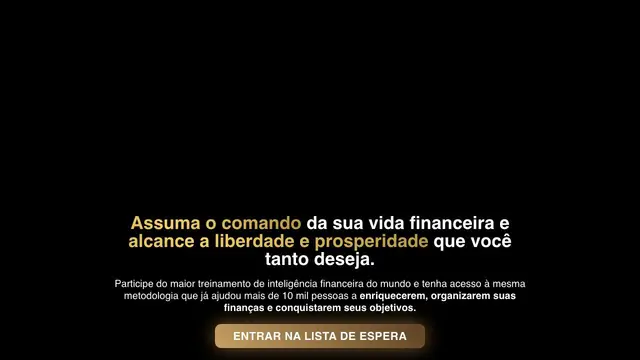 Assuma o comando da sua vida financeira e
alcance a liberdade e prosperidade que você
tanto deseja.
Participe do maior treinamento de inteligência financeira do mundo e tenha acesso à mesma
metodologia que já ajudou mais de 10 mil pessoas a enriquecerem, organizarem suas
finanças e conquistarem seus objetivos.
ENTRAR NA LISTA DE ESPERA